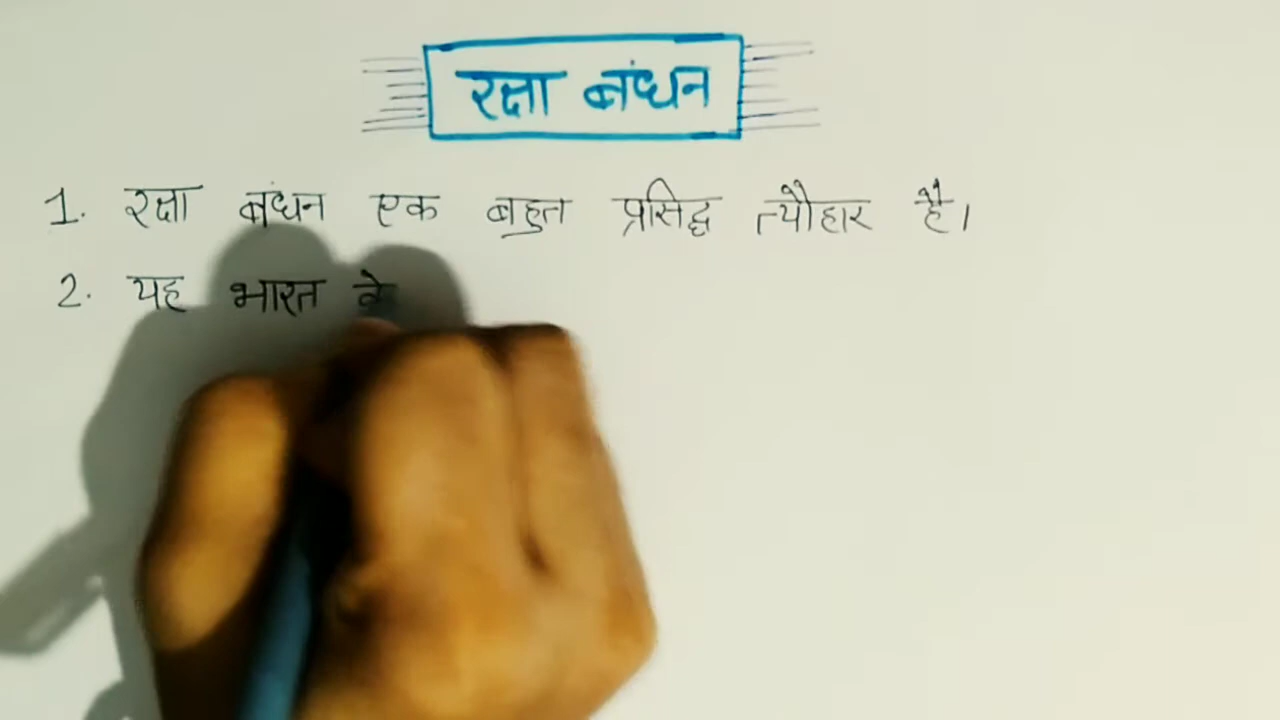 रक्षा बंधन
1. रक्षा बंधन एक बहुत प्रसिद्ध त्यौहार है।
2. यह भारत के